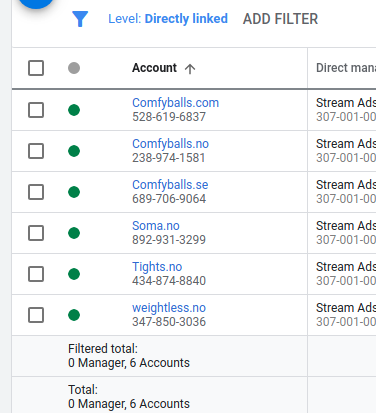 Level: Directly linked ADD FILTER
Account Direct mana
Comfyballs.com Stream Ads
528-619-6837 307-001-00
Comfyballs.no Stream Ads
238-974-1581 307-001-00
Comfyballs.se Stream Ads
689-706-9064 307-001-00
Soma.no Stream Ads
892-931-3299 307-001-00
Tights.no Stream Ads
434-874-8840 307-001-00
weightless.no Stream Ads
347-850-3036 307-001-00
Filtered total:
0 Manager, 6 Accounts
Total:
0 Manager, 6 Accounts